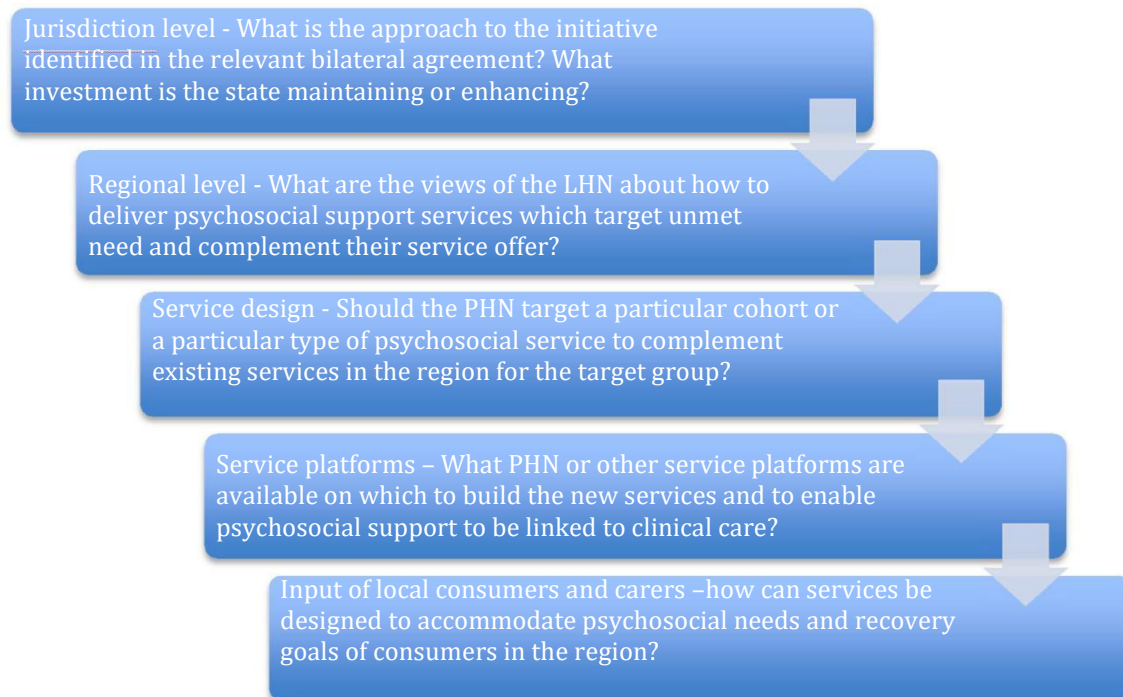 Jurisdiction level - What is the approach to the initiative
identified in the relevant bilateral agreement? What
investment is the state maintaining or enhancing?
Regional level - What are the views of the LHN about how to
deliver psychosocial support services which target unmet
need and complement their service offer?
Service design - Should the PHN target a particular cohort or
a particular type of psychosocial service to complement
existing services in the region for the target group?
Service platforms – What PHN or other service platforms are
available on which to build the new services and to enable
psychosocial support to be linked to clinical care?
Input of local consumers and carers –how can services be
designed to accommodate psychosocial needs and recovery
goals of consumers in the region?